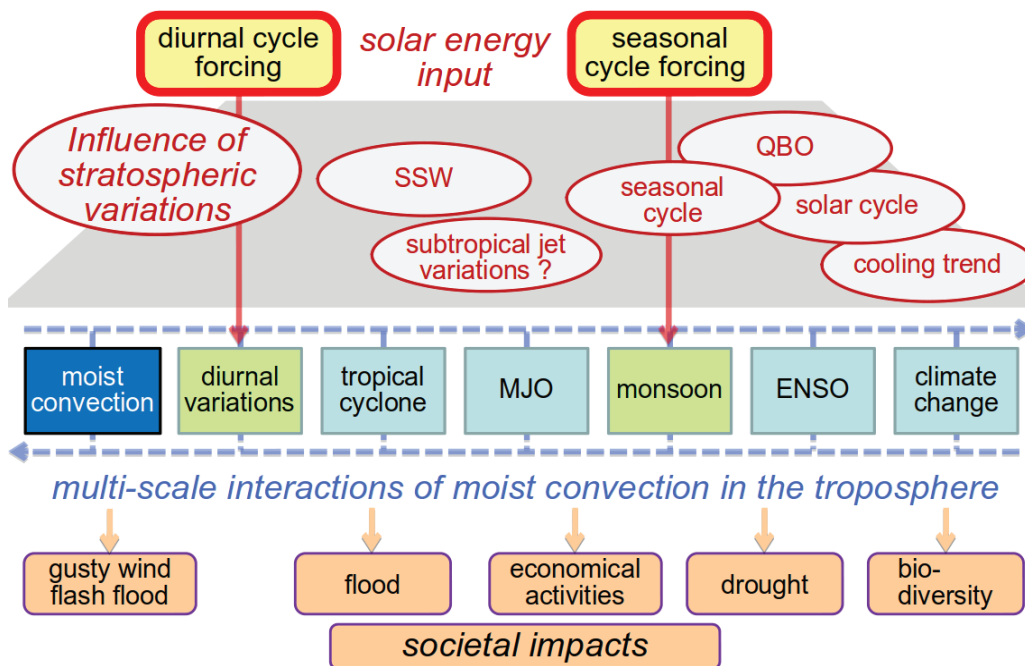 diurnal cycle
forcing
solar energy
input
seasonal
cycle forcing
Influence of
stratospheric
variations
SSW
subtropical jet
variations ?
QBO
seasonal
cycle
solar cycle
cooling trend
moist
convection
diurnal
variations
tropical
cyclone
MJO
monsoon
ENSO
climate
change
multi-scale interactions of moist convection in the troposphere
gusty wind
flash flood
flood
economical
activities
drought
bio-
diversity
societal impacts